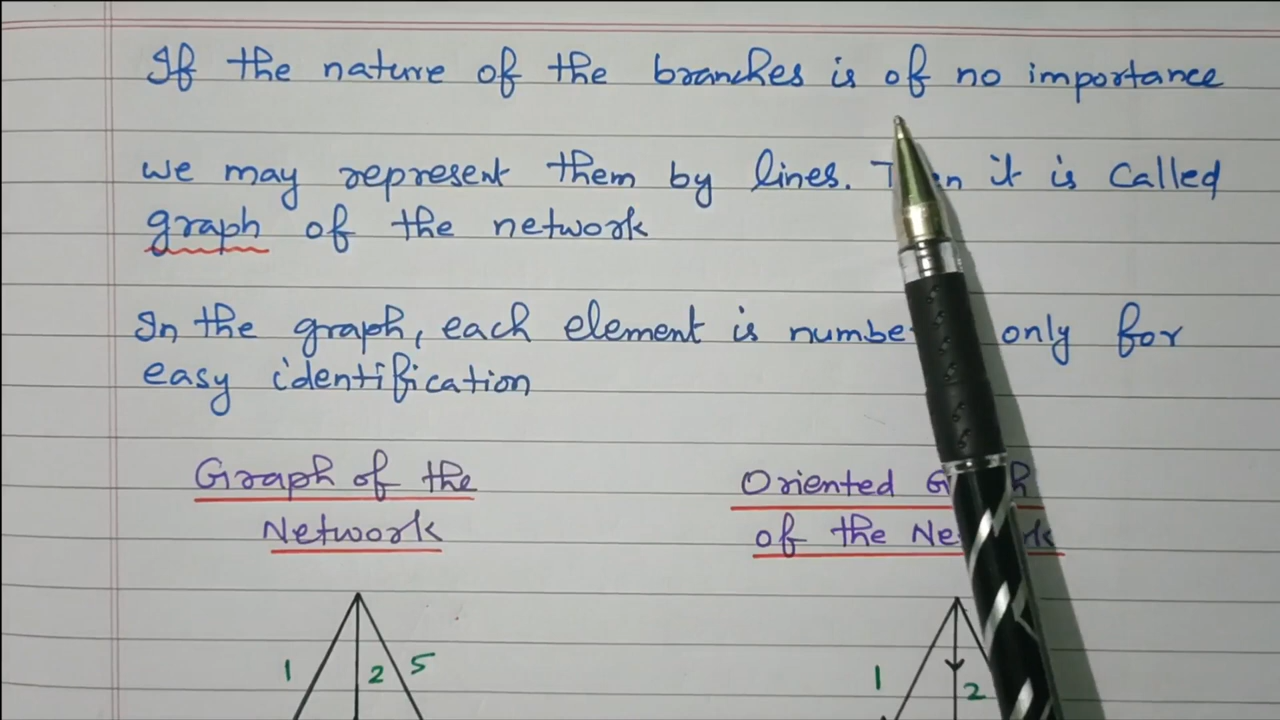 If the nature of the branches is of no importance
we may represent them by lines. it is called
graph of the network
In the graph, each element is only for
easy identification
Graph of the
Network
Oriented
of the
1 2 5
1 2